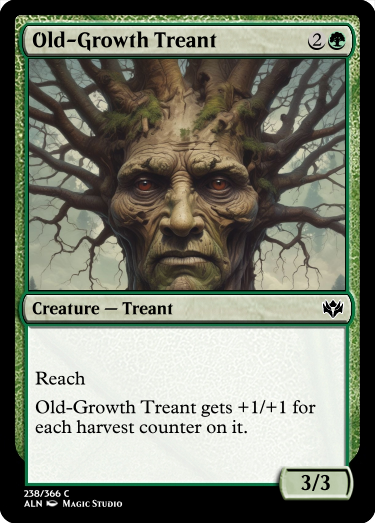 Old-Growth Treant 2
Creature — Treant
Reach
Old-Growth Treant gets +1/+1 for
each harvest counter on it.
3/3
238/366 C
ALN Magic Studio